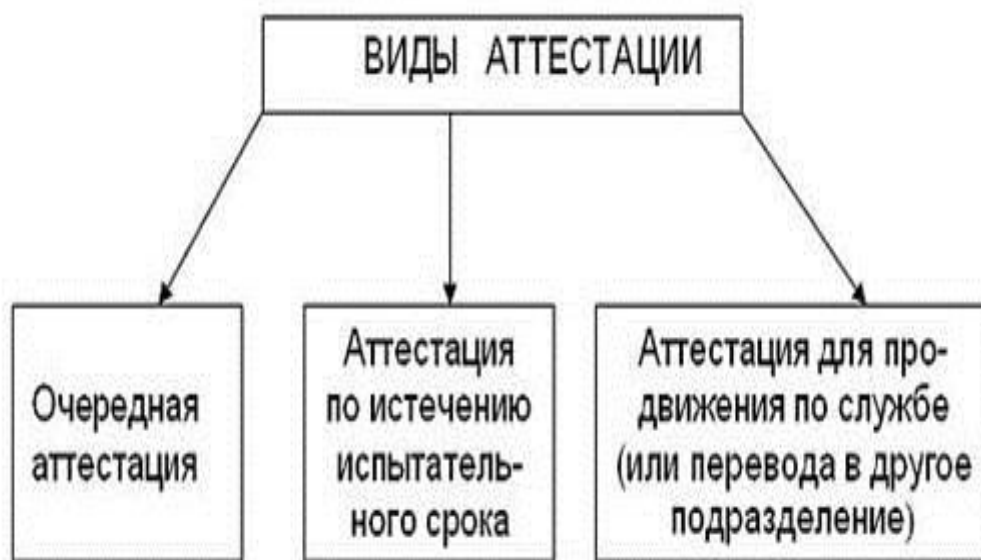 ВИДЫ АТТЕСТАЦИИ
Очередная
аттестация
Аттестация
по истечению
испытатель-
ного срока
Аттестация для про-
движения по службе
(или перевода в другое
подразделение)